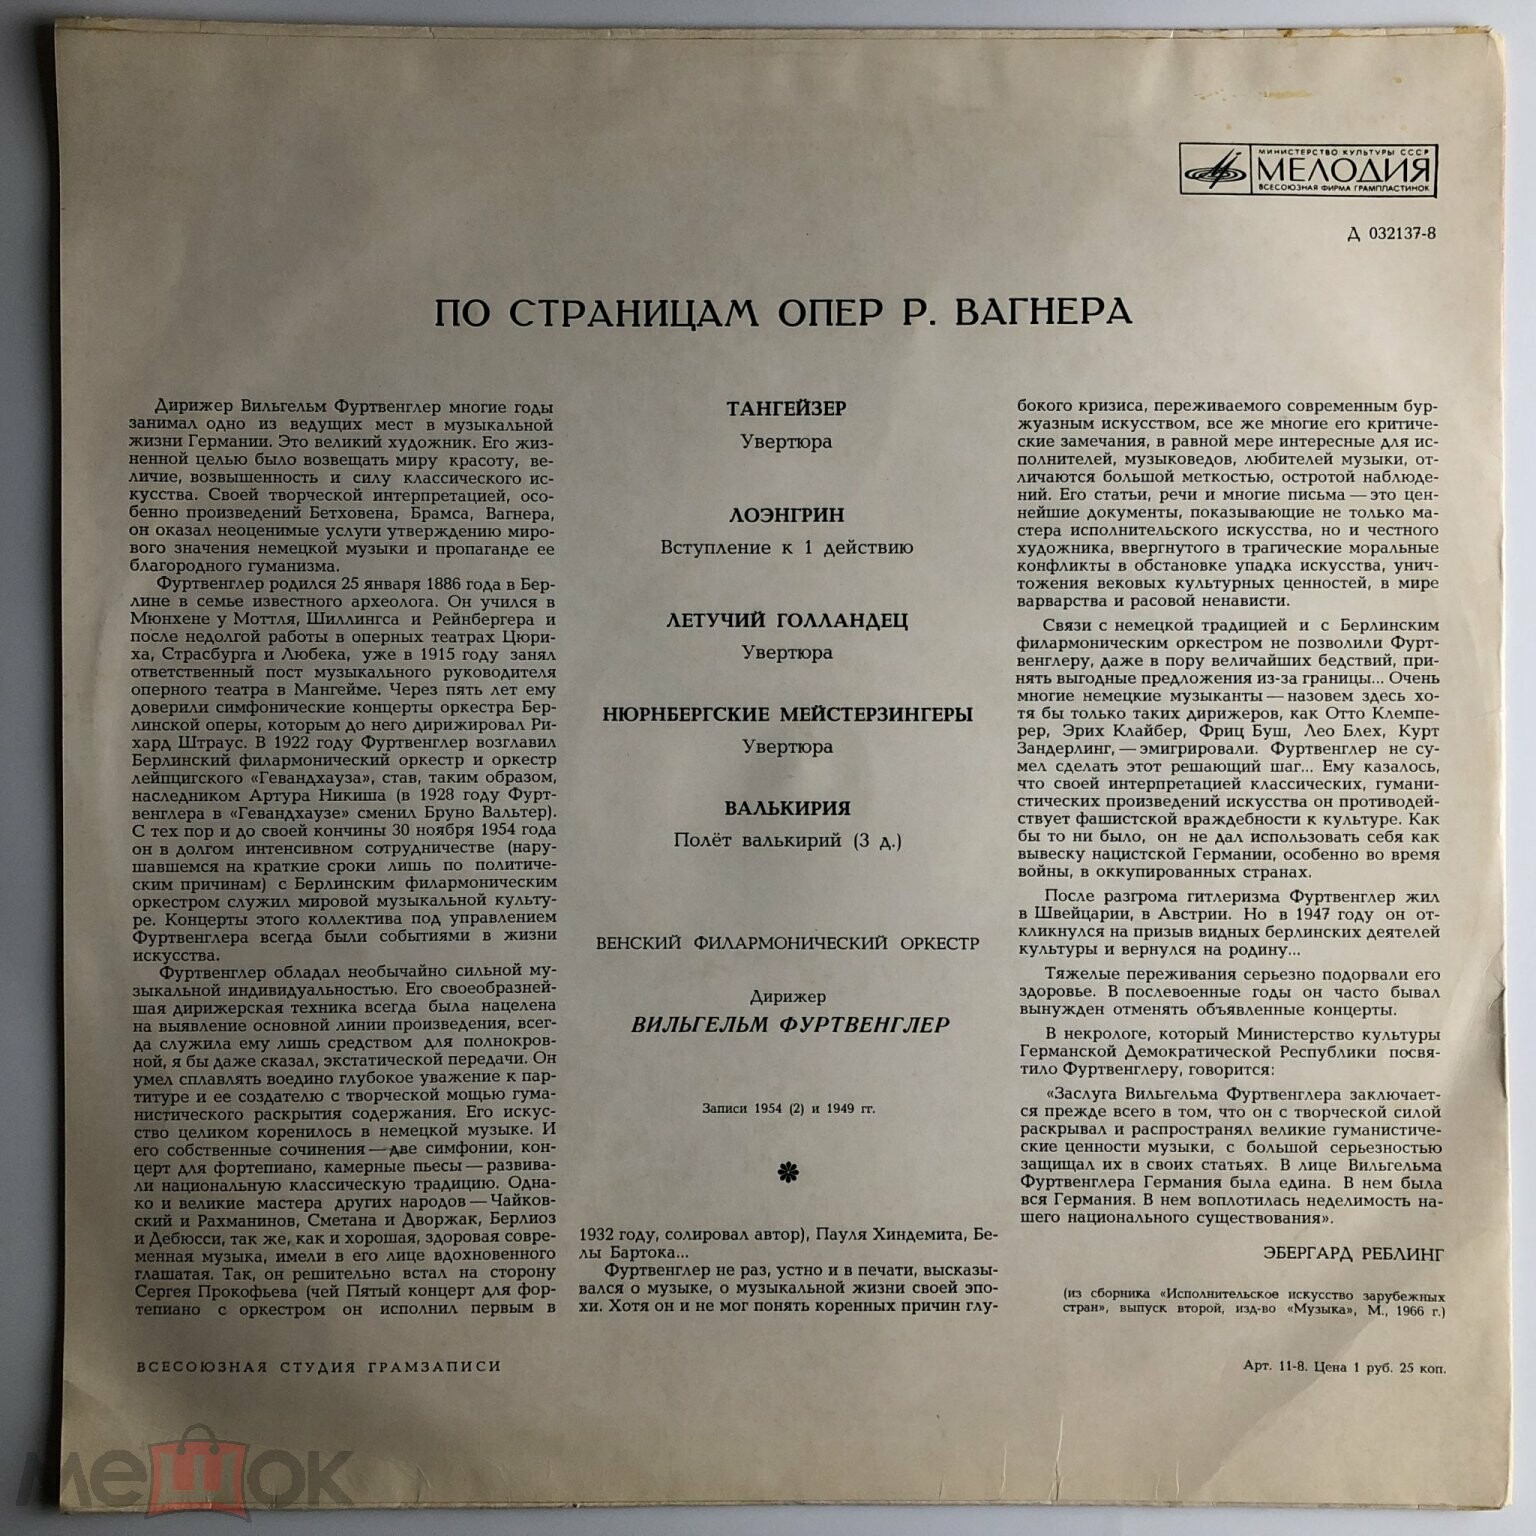 МИНИСТЕРСТВО КУЛЬТУРЫ СССР
МЕЛОДИЯ
ВСЕСОЮЗНАЯ ФИРМА ГРАМПЛАСТИНОК
Д 032137-8
ПО СТРАНИЦАМ ОПЕР Р. ВАГНЕРА
Дирижер Вильгельм Фуртвенглер многие годы
занимал одно из ведущих мест в музыкальной
жизни Германии. Это великий художник. Его жиз-
ненной целью было возвещать миру красоту, ве-
личие, возвышенность и силу классического ис-
кусства. Своей творческой интерпретацией, осо-
бенно произведений Бетховена, Брамса, Вагнера,
он оказал неоценимые услуги утверждению миро-
вого значения немецкой музыки и пропаганде ее
благородного гуманизма.
Фуртвенглер родился 25 января 1886 года в Бер-
лине в семье известного археолога. Он учился в
Мюнхене у Моттля, Шиллингса и Рейнбергера и
после недолгой работы в оперных театрах Цюри-
ха, Страсбурга и Любека, уже в 1915 году занял
ответственный пост музыкального руководителя
оперного театра в Мангейме. Через пять лет ему
доверили симфонические концерты оркестра Бер-
линской оперы, которым до него дирижировал Ри-
хард Штраус. В 1922 году Фуртвенглер возглавил
Берлинский филармонический оркестр и оркестр
лейпцигского «Гевандхауза», став, таким образом,
наследником Артура Никиша (в 1928 году Фурт-
венглера в «Гевандхаузе» сменил Бруно Вальтер).
С тех пор и до своей кончины 30 ноября 1954 года
он в долгом интенсивном сотрудничестве (нару-
шавшемся на краткие сроки лишь по политиче-
ским причинам) с Берлинским филармоническим
оркестром служил мировой музыкальной культу-
ре. Концерты этого коллектива под управлением
Фуртвенглера всегда были событиями в жизни
искусства.
Фуртвенглер обладал необычайно сильной му-
зыкальной индивидуальностью. Его своеобразней-
шая дирижерская техника всегда была нацелена
на выявление основной линии произведения, всег-
да служила ему лишь средством для полнокров-
ной, я бы даже сказал, экстатической передачи. Он
умел сплавлять воедино глубокое уважение к пар-
титуре и ее создателю с творческой мощью гума-
нистического раскрытия содержания. Его искус-
ство целиком коренилось в немецкой музыке. И
его собственные сочинения — две симфонии, кон-
церт для фортепиано, камерные пьесы — развива-
ли национальную классическую традицию. Одна-
ко и великие мастера других народов — Чайков-
ский и Рахманинов, Сметана и Дворжак, Берлиоз
и Дебюсси, так же, как и хорошая, здоровая совре-
менная музыка, имели в его лице вдохновенного
глашатая. Так, он решительно встал на сторону
Сергея Прокофьева (чей Пятый концерт для фор-
тепиано с оркестром он исполнил первым в
ТАНГЕЙЗЕР
Увертюра
ЛОЭНГРИН
Вступление к 1 действию
ЛЕТУЧИЙ ГОЛЛАНДЕЦ
Увертюра
НЮРНБЕРГСКИЕ МЕЙСТЕРЗИНГЕРЫ
Увертюра
ВАЛЬКИРИЯ
Полёт валькирий (3 д.)
ВЕНСКИЙ ФИЛАРМОНИЧЕСКИЙ ОРКЕСТР
Дирижер
ВИЛЬГЕЛЬМ ФУРТВЕНГЛЕР
Записи 1954 (2) и 1949 гг.
1932 году, солировал автор), Пауля Хиндемита, Бе-
лы Бартока...
Фуртвенглер не раз, устно и в печати, высказы-
вался о музыке, о музыкальной жизни своей эпо-
хи. Хотя он и не мог понять коренных причин глу-
бокого кризиса, переживаемого современным бур-
жуазным искусством, все же многие его критиче-
ские замечания, в равной мере интересные для ис-
полнителей, музыковедов, любителей музыки, от-
личаются большой меткостью, остротой наблюде-
ний. Его статьи, речи и многие письма — это цен-
нейшие документы, показывающие не только ма-
стера исполнительского искусства, но и честного
художника, ввергнутого в трагические моральные
конфликты в обстановке упадка искусства, унич-
тожения вековых культурных ценностей, в мире
варварства и расовой ненависти.
Связи с немецкой традицией и с Берлинским
филармоническим оркестром не позволили Фурт-
венглеру, даже в пору величайших бедствий, при-
нять выгодные предложения из-за границы... Очень
многие немецкие музыканты — назовем здесь хо-
тя бы только таких дирижеров, как Отто Клемпе-
рер, Эрих Клайбер, Фриц Буш, Лео Блех, Курт
Зандерлинг, — эмигрировали. Фуртвенглер не су-
мел сделать этот решающий шаг... Ему казалось,
что своей интерпретацией классических, гумани-
стических произведений искусства он противодей-
ствует фашистской враждебности к культуре. Как
бы то ни было, он не дал использовать себя как
вывеску нацистской Германии, особенно во время
войны, в оккупированных странах.
После разгрома гитлеризма Фуртвенглер жил
в Швейцарии, в Австрии. Но в 1947 году он от-
кликнулся на призыв видных берлинских деятелей
культуры и вернулся на родину...
Тяжелые переживания серьезно подорвали его
здоровье. В послевоенные годы он часто бывал
вынужден отменять объявленные концерты.
В некрологе, который Министерство культуры
Германской Демократической Республики посвя-
тило Фуртвенглеру, говорится:
«Заслуга Вильгельма Фуртвенглера заключает-
ся прежде всего в том, что он с творческой силой
раскрывал и распространял великие гуманистиче-
ские ценности музыки, с большой серьезностью
защищал их в своих статьях. В лице Вильгельма
Фуртвенглера Германия была едина. В нем была
вся Германия. В нем воплотилась неделимость на-
шего национального существования».
ЭБЕРГАРД РЕБЛИНГ
(из сборника «Исполнительское искусство зарубежных
стран», выпуск второй, изд-во «Музыка», М., 1966 г.)
ВСЕСОЮЗНАЯ СТУДИЯ ГРАМЗАПИСИ
Арт. 11-8. Цена 1 руб. 25 коп.
мешок